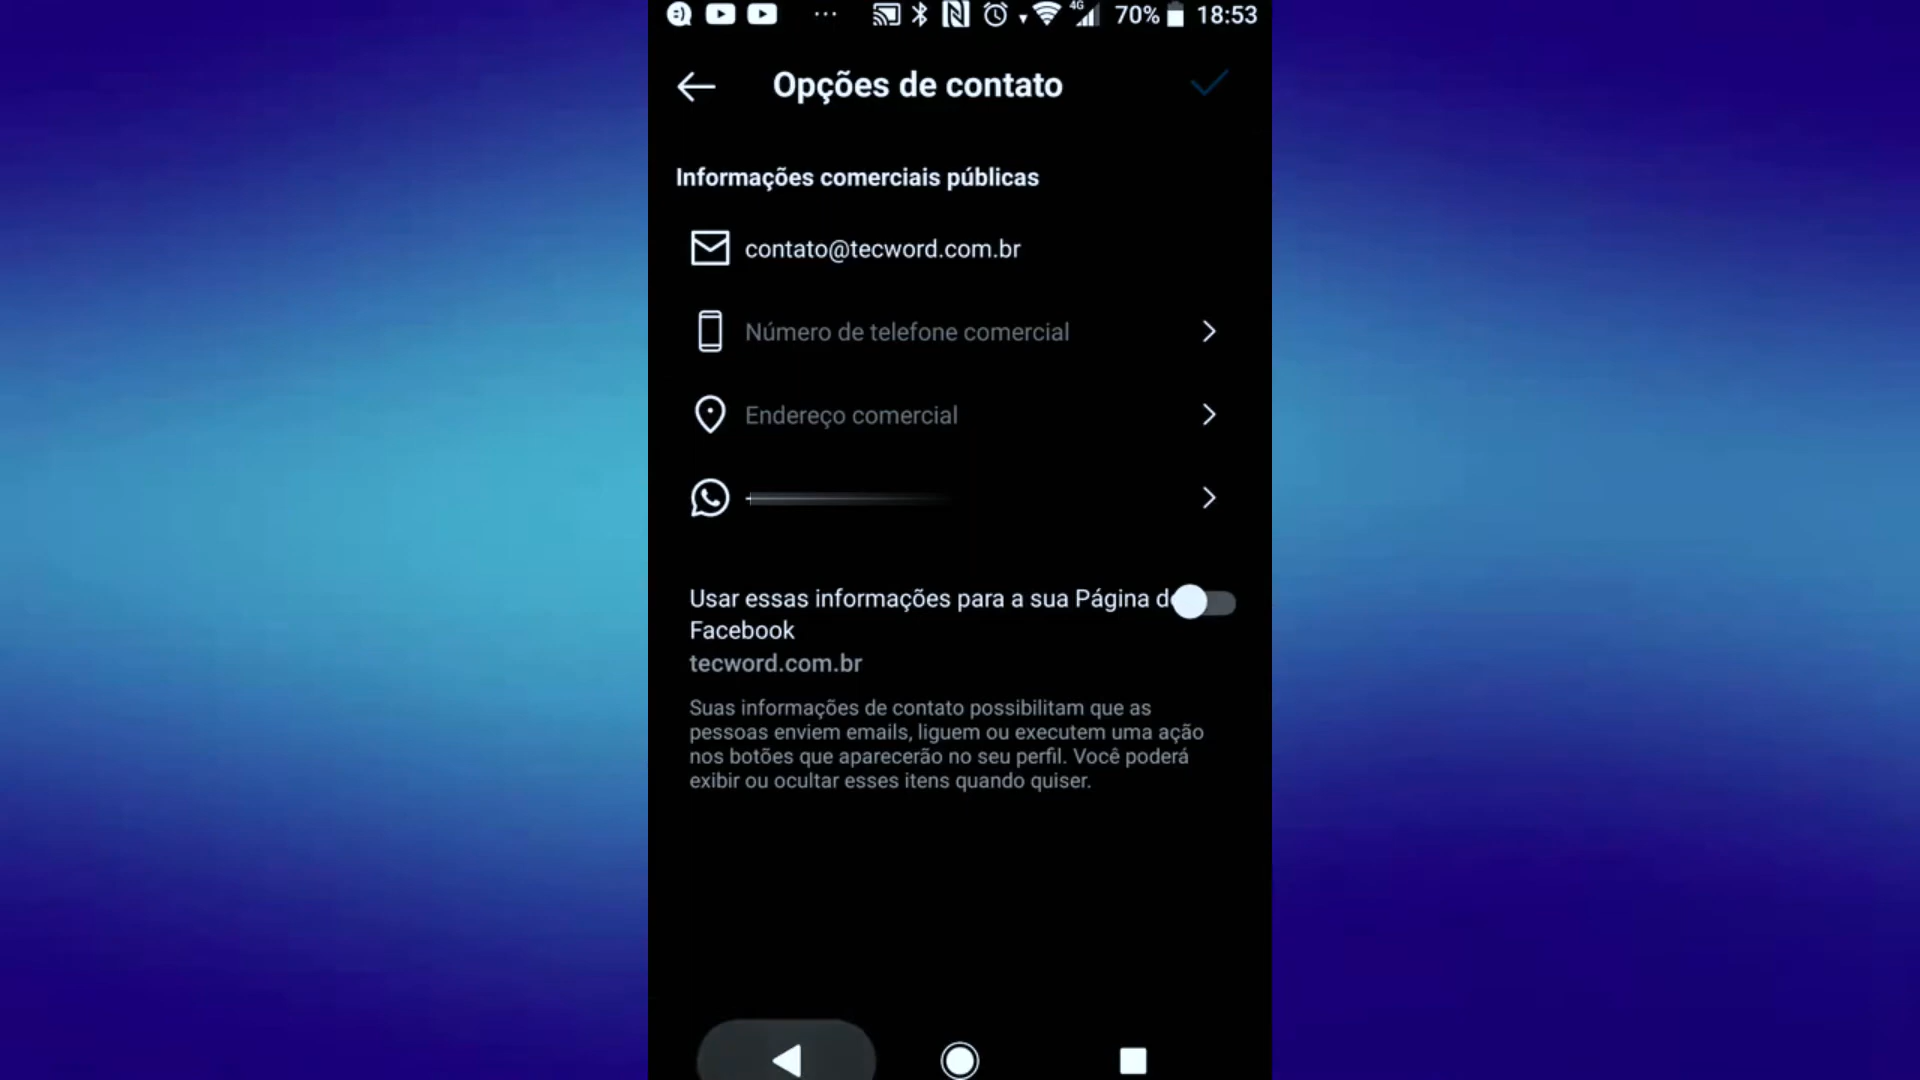 4G 70% 18:53
Opções de contato
Informações comerciais públicas
contato@tecword.com.br
Número de telefone comercial
Endereço comercial
Usar essas informações para a sua Página d
Facebook
tecword.com.br
Suas informações de contato possibilitam que as
pessoas enviem emails, liguem ou executem uma ação
nos botões que aparecerão no seu perfil. Você poderá
exibir ou ocultar esses itens quando quiser.